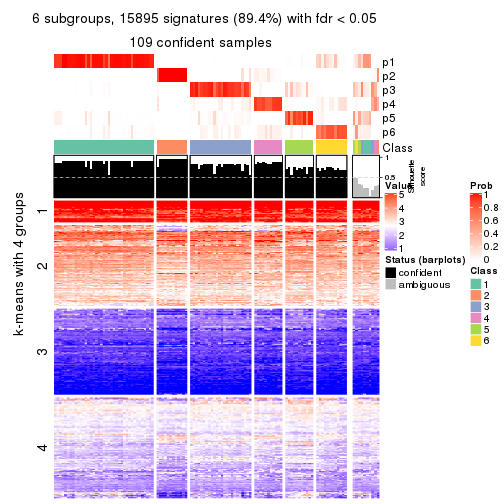 6 subgroups, 15895 signatures (89.4%) with fdr < 0.05
109 confident samples
p1
p2
p3
p4
p5
p6
Class
1
0.5
0
Silhouette
score
k-means with 4 groups
1
2
3
4
Value
5
4
3
2
1
Status (barplots)
confident
ambiguous
Prob
1
0.8
0.6
0.4
0.2
0
Class
1
2
3
4
5
6